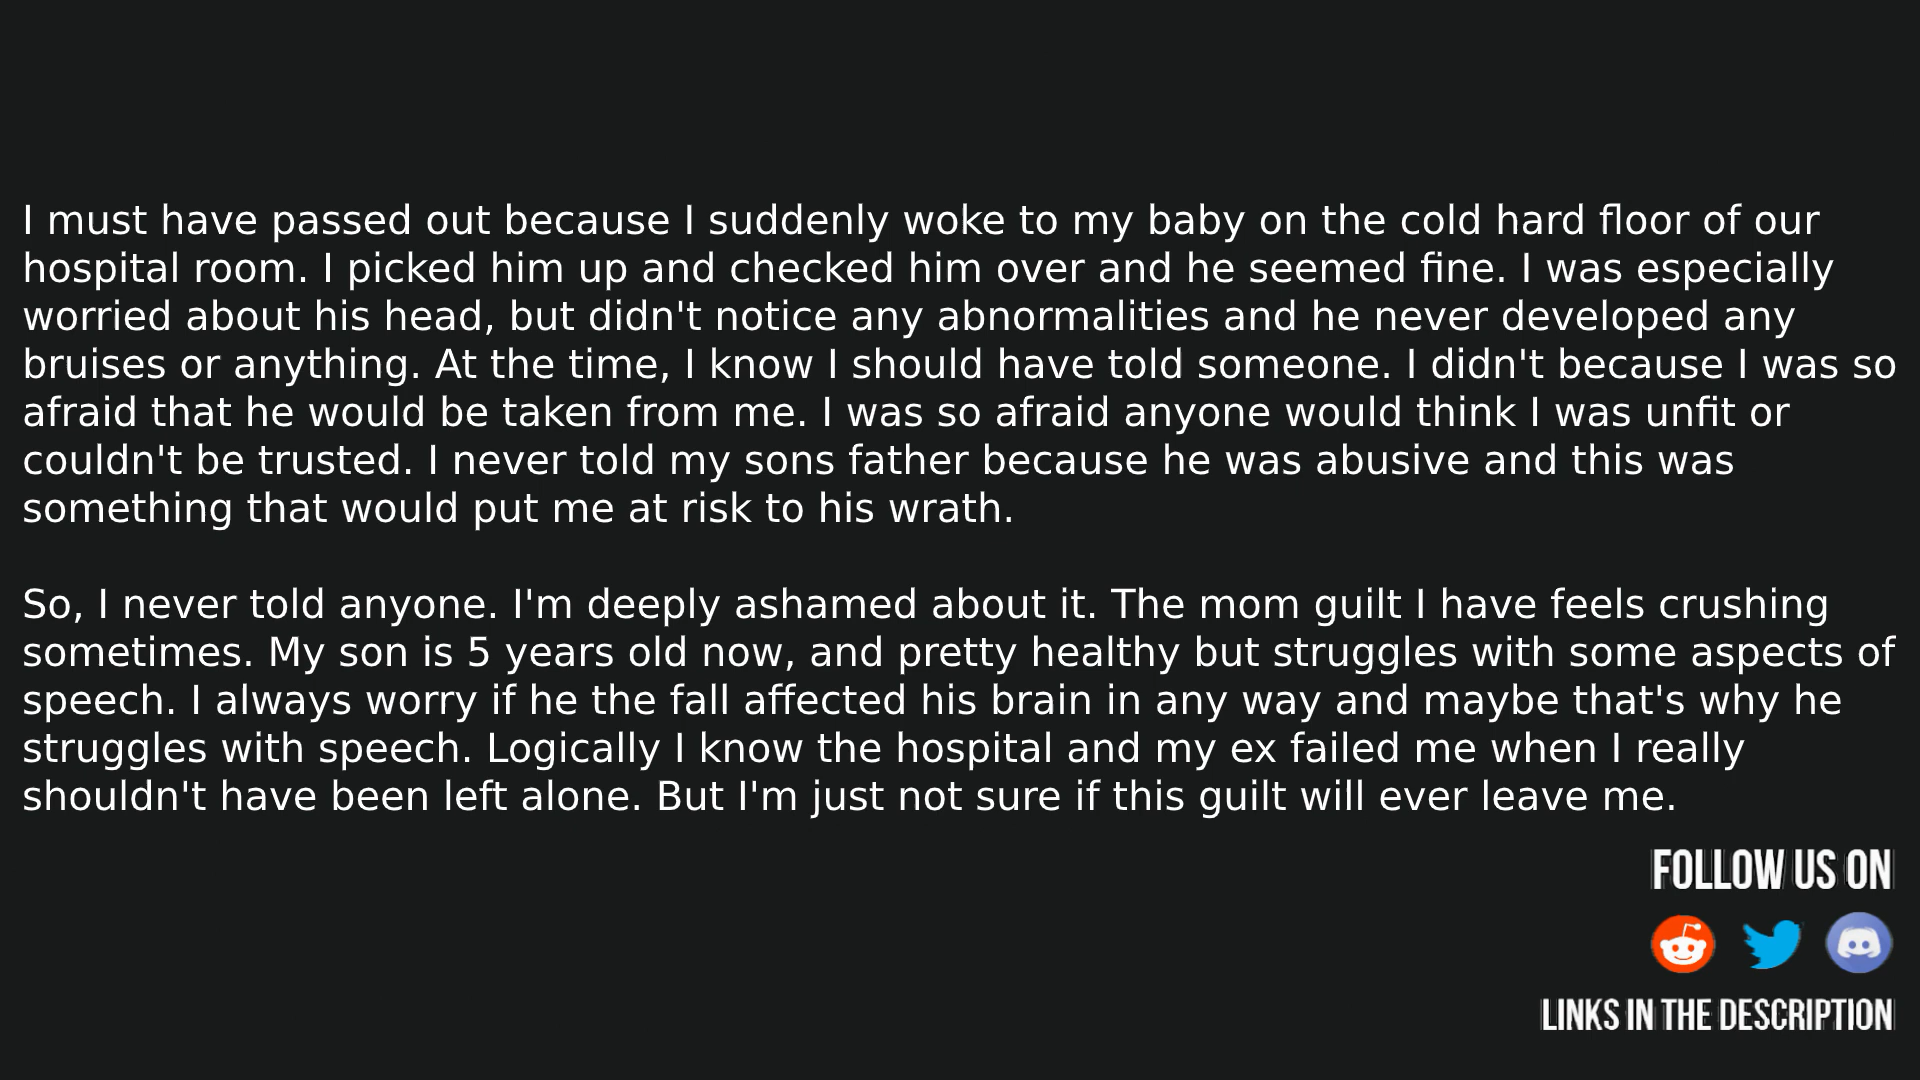 I must have passed out because I suddenly woke to my baby on the cold hard floor of our
hospital room. I picked him up and checked him over and he seemed fine. I was especially
worried about his head, but didn't notice any abnormalities and he never developed any
bruises or anything. At the time, I know I should have told someone. I didn't because I was so
afraid that he would be taken from me. I was so afraid anyone would think I was unfit or
couldn't be trusted. I never told my sons father because he was abusive and this was
something that would put me at risk to his wrath.
So, I never told anyone. I'm deeply ashamed about it. The mom guilt I have feels crushing
sometimes. My son is 5 years old now, and pretty healthy but struggles with some aspects of
speech. I always worry if he the fall affected his brain in any way and maybe that's why he
struggles with speech. Logically I know the hospital and my ex failed me when I really
shouldn't have been left alone. But I'm just not sure if this guilt will ever leave me.
FOLLOW US ON
LINKS IN THE DESCRIPTION